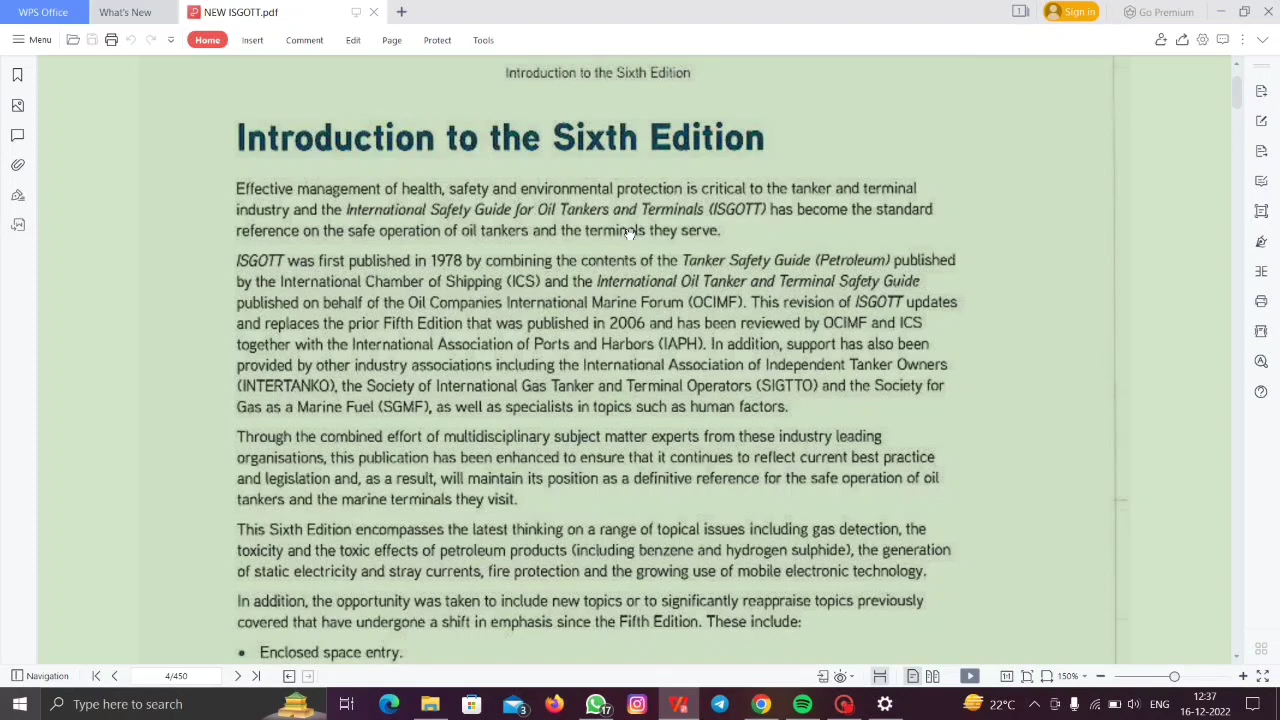 WPS Office
What's New
NEW ISGOTT.pdf
1
Sign in
Go Premium
Menu
Home
Insert
Comment
Edit
Page
Protect
Tools
Introduction to the Sixth Edition
Introduction to the Sixth Edition
Effective management of health, safety and environmental protection is critical to the tanker and terminal
industry and the International Safety Guide for Oil Tankers and Terminals (ISGOTT) has become the standard
reference on the safe operation of oil tankers and the terminals they serve.
ISGOTT was first published in 1978 by combining the contents of the Tanker Safety Guide (Petroleum) published
by the International Chamber of Shipping (ICS) and the International Oil Tanker and Terminal Safety Guide
published on behalf of the Oil Companies International Marine Forum (OCIMF). This revision of ISGOTT updates
and replaces the prior Fifth Edition that was published in 2006 and has been reviewed by OCIMF and ICS
together with the International Association of Ports and Harbors (IAPH). In addition, support has also been
provided by other industry associations including the International Association of Independent Tanker Owners
(INTERTANKO), the Society of International Gas Tanker and Terminal Operators (SIGTTO) and the Society for
Gas as a Marine Fuel (SGMF), as well as specialists in topics such as human factors.
Through the combined effort of multidisciplinary subject matter experts from these industry leading
organisations, this publication has been enhanced to ensure that it continues to reflect current best practice
and legislation and, as a result, will maintain its position as a definitive reference for the safe operation of oil
tankers and the marine terminals they visit.
This Sixth Edition encompasses the latest thinking on a range of topical issues including gas detection, the
toxicity and the toxic effects of petroleum products (including benzene and hydrogen sulphide), the generation
of static electricity and stray currents, fire protection and the growing use of mobile electronic technology.
In addition, the opportunity was taken to include new topics or to significantly reappraise topics previously
covered that have undergone a shift in emphasis since the Fifth Edition. These include:
• Enclosed space entry.
Navigation
4/450
150%
Type here to search
3
17
22°C
ENG
12:37
16-12-2022